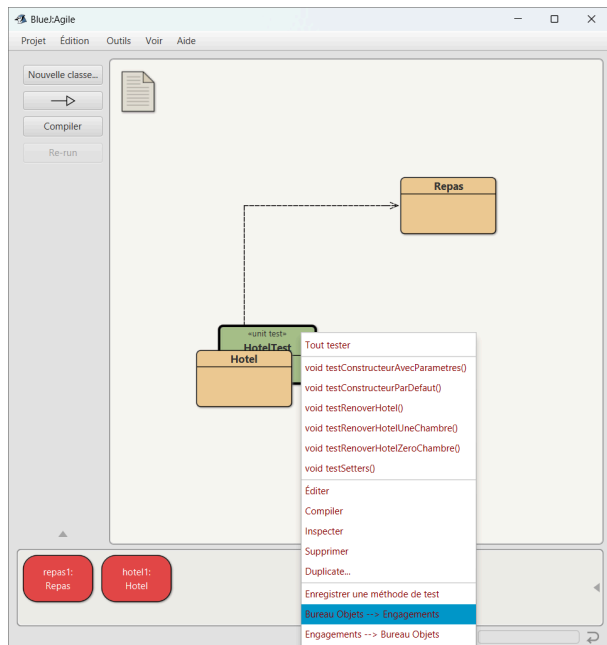 BlueJ:Agile
Projet Édition Outils Voir Aide
Nouvelle classe...
Compiler
Re-run
Repas
«unit test»
HotelTest
Hotel
Tout tester
void testConstructeurAvecParametres()
void testConstructeurParDefaut()
void testRenoverHotel()
void testRenoverHotelUneChambre()
void testRenoverHotelZeroChambre()
void testSetters()
Éditer
Compiler
Inspecter
Supprimer
Duplicate...
Enregistrer une méthode de test
Bureau Objets --> Engagements
Engagements --> Bureau Objets
repas1:
Repas
hotel1:
Hotel